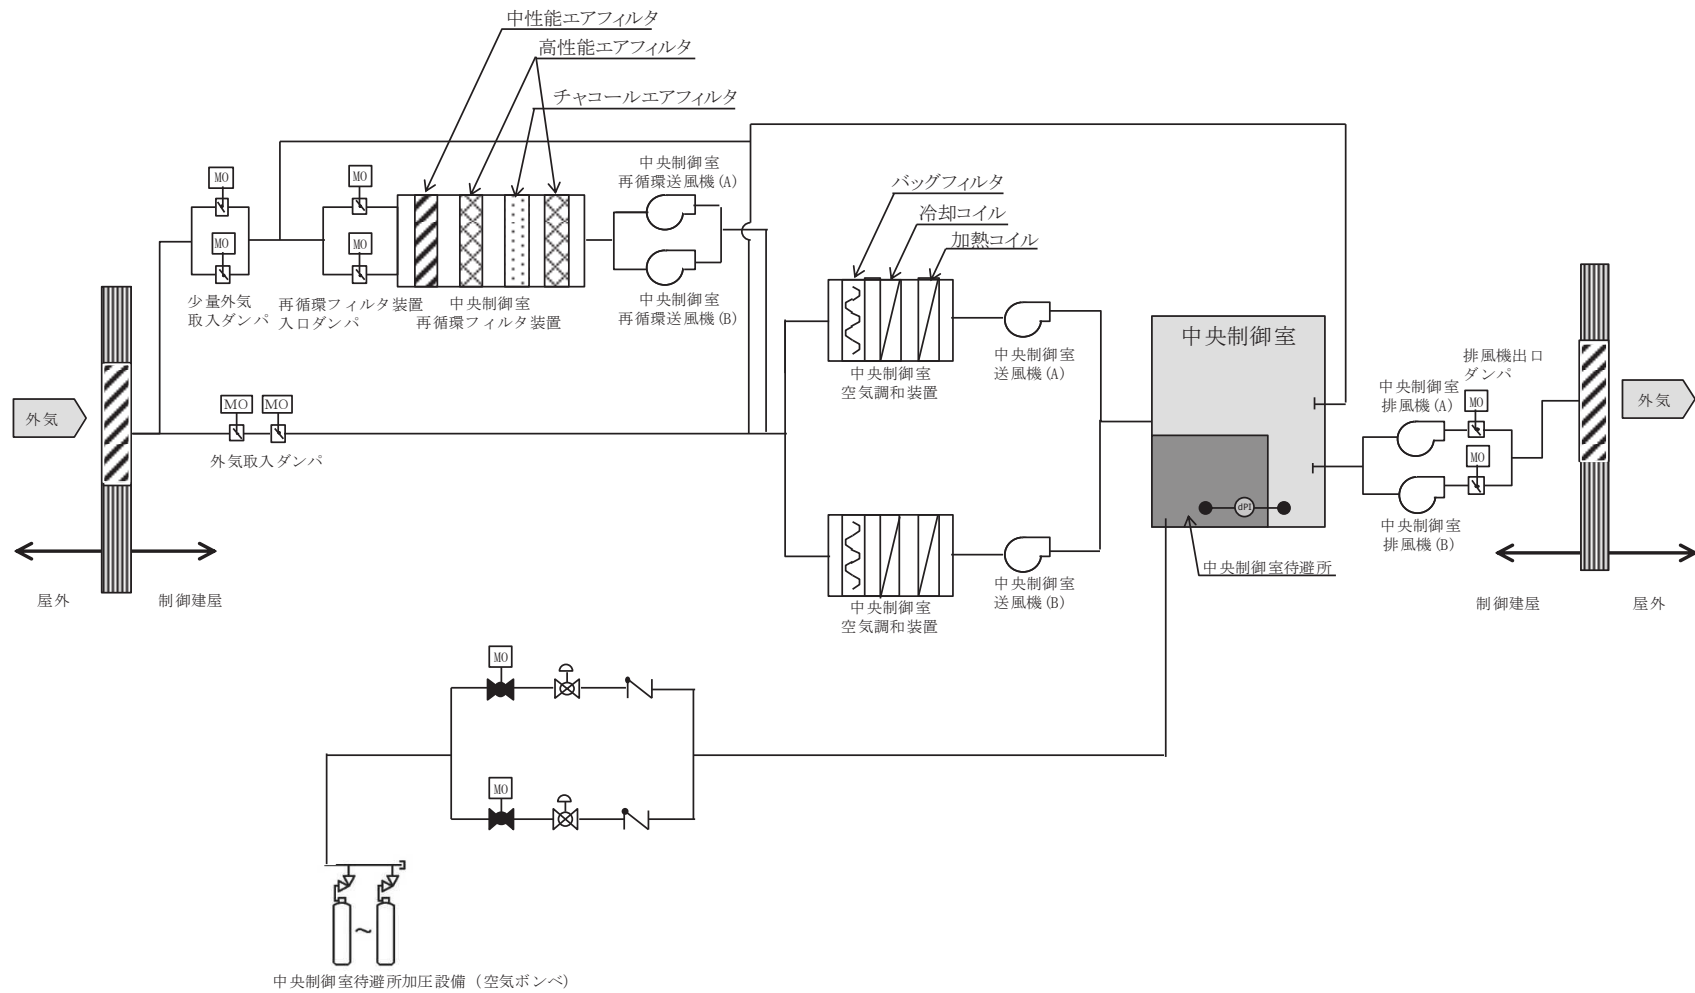 中性能エアフィルタ
高性能エアフィルタ
チャコールエアフィルタ
中央制御室
再循環送風機(A)
MO
MO
MO
MO
少量外気
取入ダンパ
再循環フィルタ装置
入口ダンパ
中央制御室
再循環フィルタ装置
中央制御室
再循環送風機(B)
バッグフィルタ
冷却コイル
加熱コイル
中央制御室
空気調和装置
中央制御室
送風機(A)
中央制御室
外気
MO
MO
外気取入ダンパ
排風機出口
ダンパ
中央制御室
排風機(A)
MO
MO
外気
dPI
中央制御室
排風機(B)
中央制御室待避所
中央制御室
空気調和装置
中央制御室
送風機(B)
屋外
制御建屋
制御建屋
屋外
MO
MO
～
中央制御室待避所加圧設備（空気ボンベ）